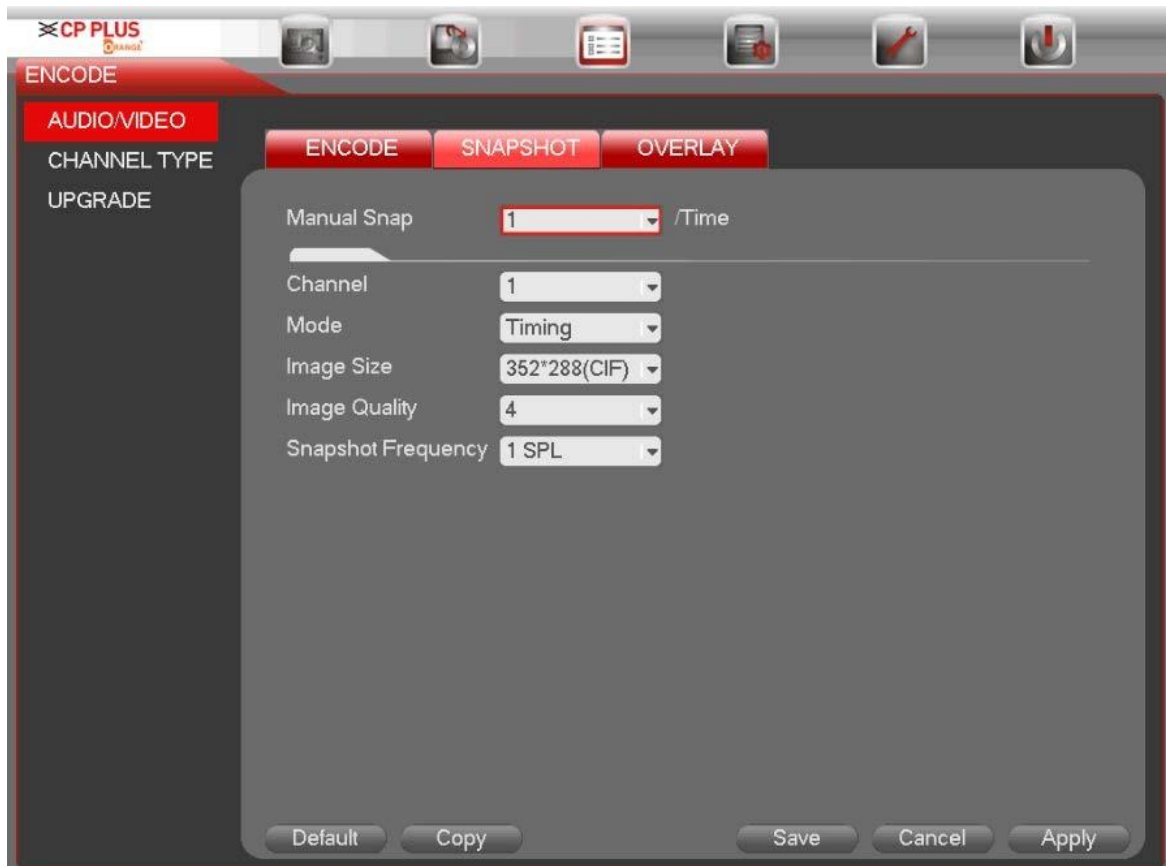 CP PLUS
ORANGE
ENCODE
AUDIO/VIDEO
CHANNEL TYPE
UPGRADE
ENCODE SNAPSHOT OVERLAY
Manual Snap 1 /Time
Channel 1
Mode Timing
Image Size 352*288(CIF)
Image Quality 4
Snapshot Frequency 1 SPL
Default Copy Save Cancel Apply